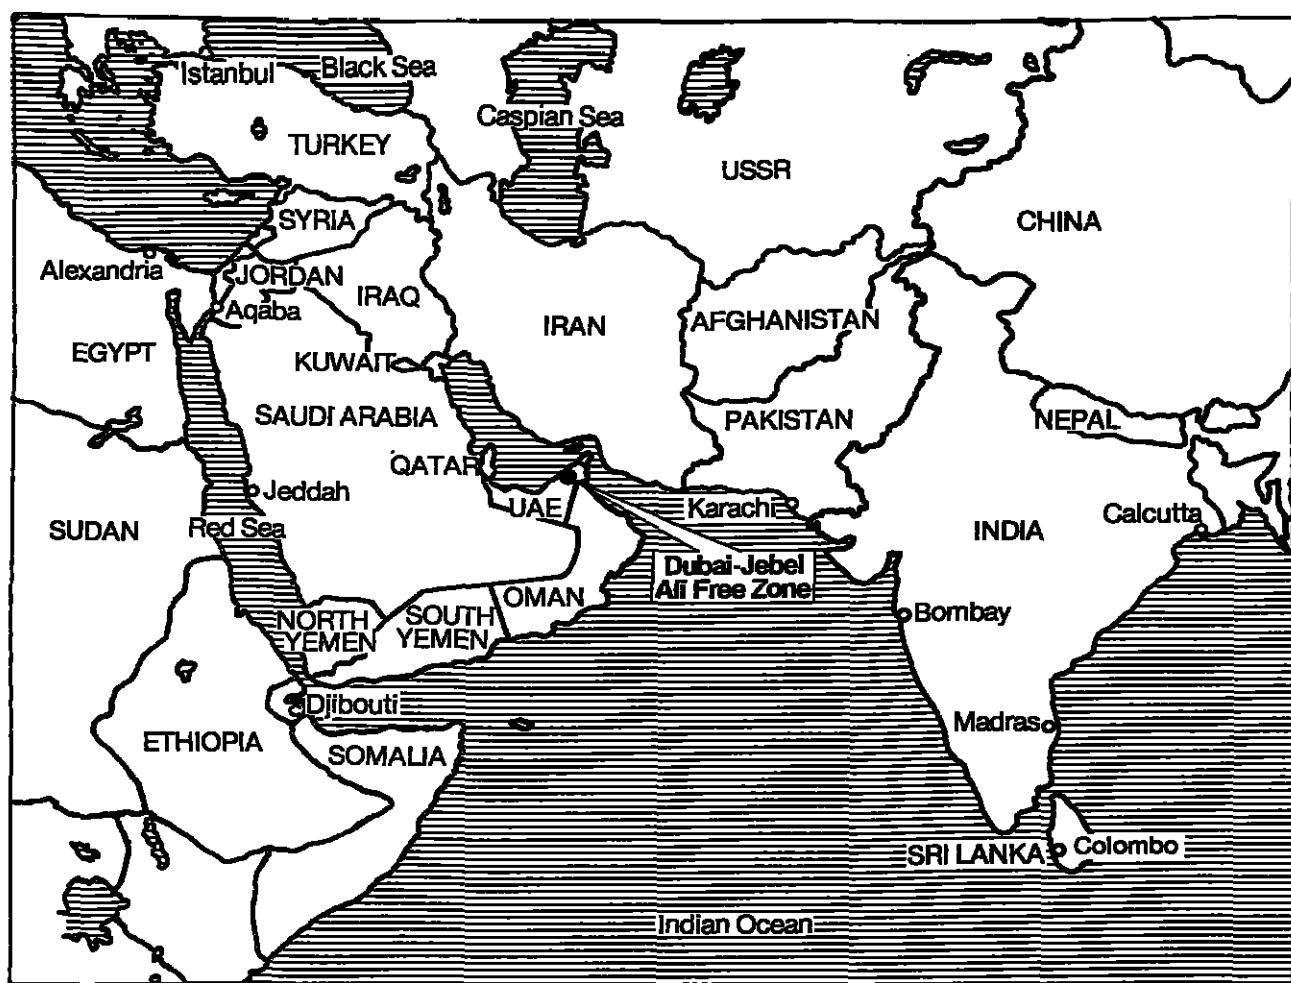 Istanbul
Black Sea
Caspian Sea
TURKEY
USSR
SYRIA
CHINA
Alexandria
JORDAN
IRAQ
Aqaba
IRAN
AFGHANISTAN
EGYPT
KUWAIT
SAUDI ARABIA
PAKISTAN
NEPAL
QATAR
Jeddah
UAE
Karachi
Calcutta
SUDAN
Red Sea
INDIA
Dubai-Jebel
Ali Free Zone
OMAN
NORTH
YEMEN
SOUTH
YEMEN
Bombay
Djibouti
Madras
ETHIOPIA
SOMALIA
SRI LANKA
Colombo
Indian Ocean